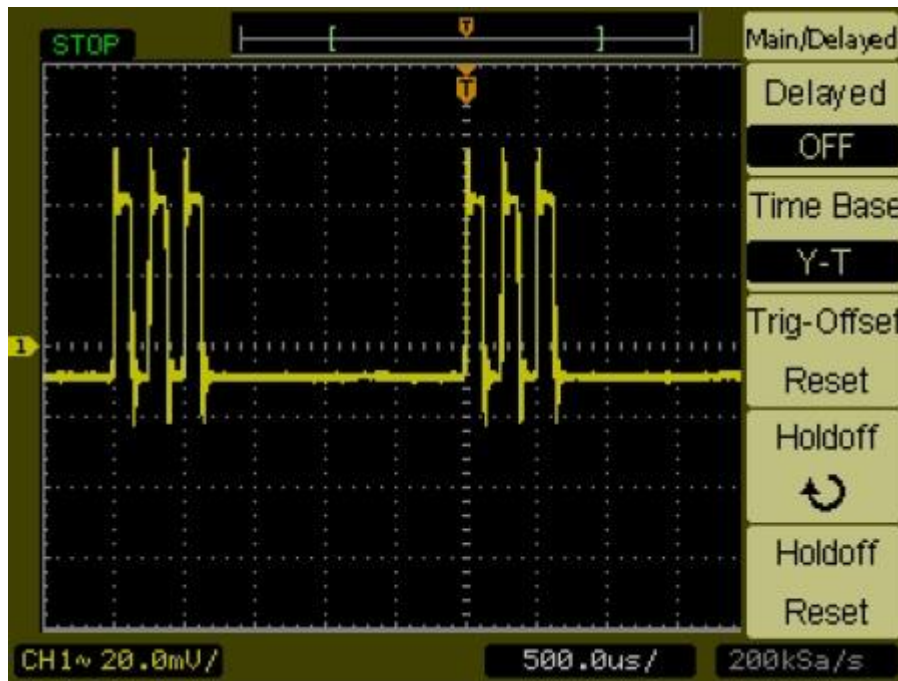 STOP
T
Main/Delayed
Delayed
OFF
T
Time Base
Y-T
Trig-Offset
Reset
1
Holdoff
Holdoff
Reset
CH1~ 20.0mV/
500.0us/
200kSa/s